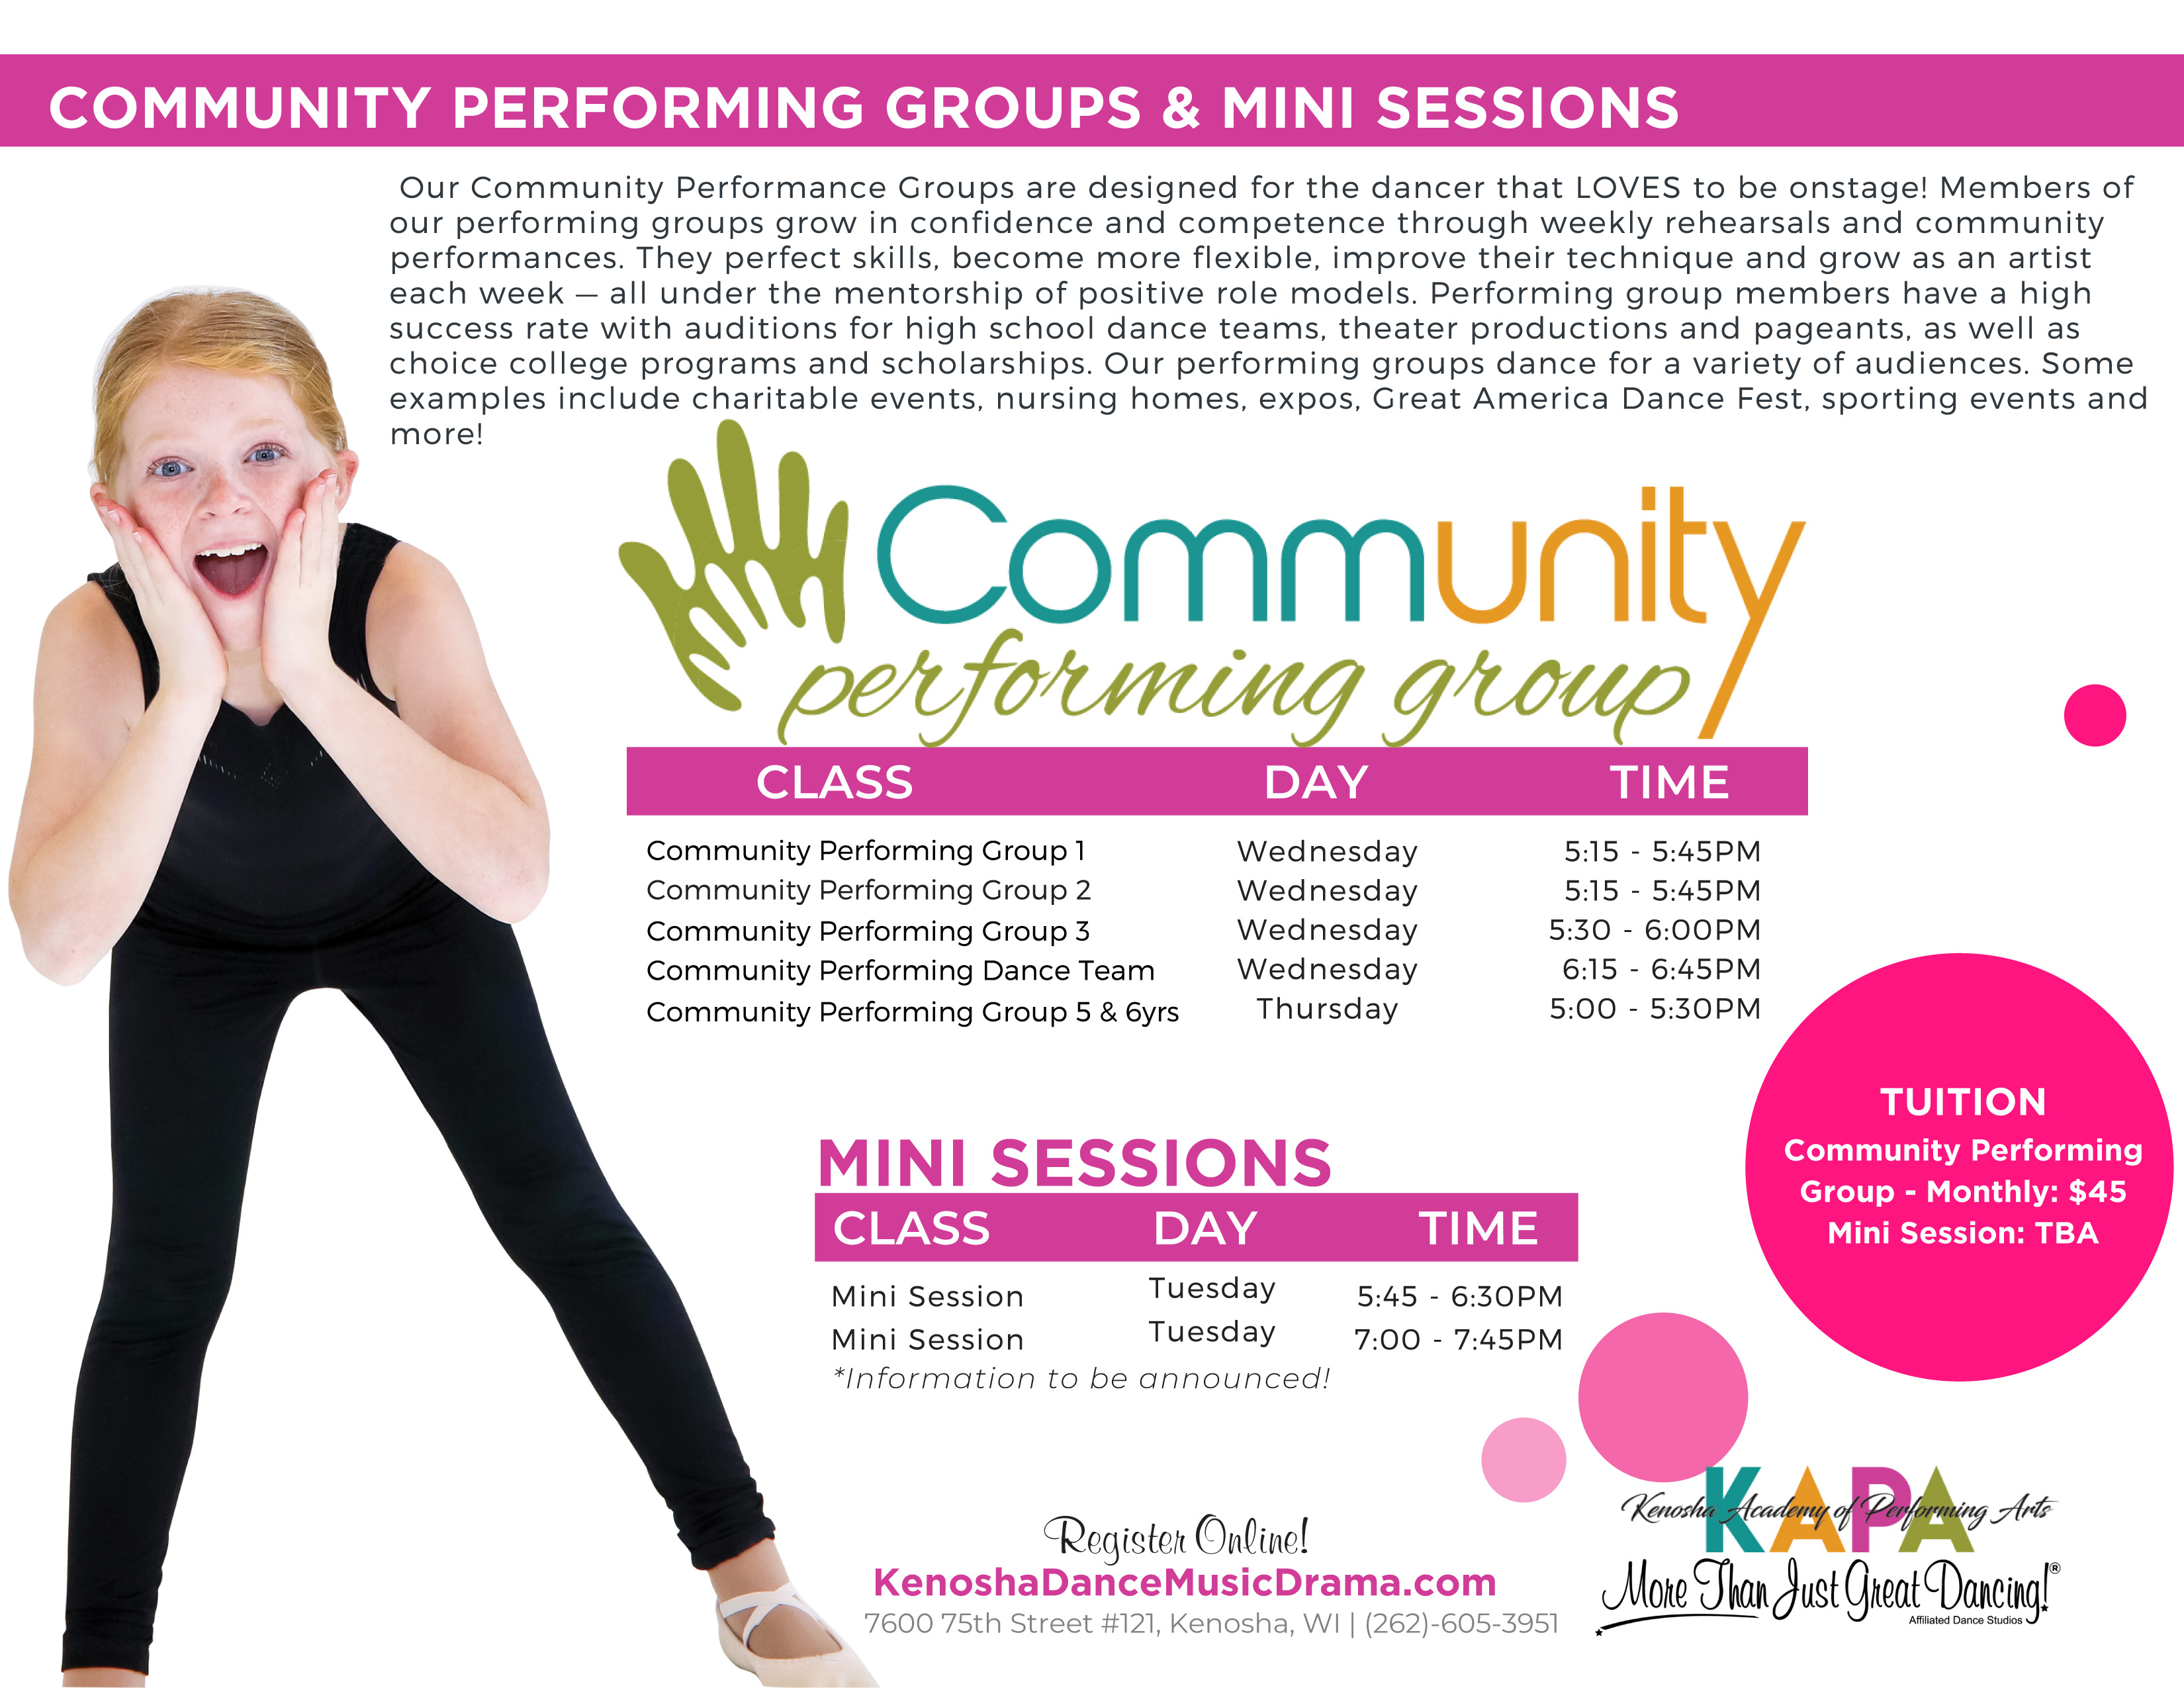 COMMUNITY PERFORMING GROUPS & MINI SESSIONS
Our Community Performance Groups are designed for the dancer that LOVES to be onstage! Members of
our performing groups grow in confidence and competence through weekly rehearsals and community
performances. They perfect skills, become more flexible, improve their technique and grow as an artist
each week — all under the mentorship of positive role models. Performing group members have a high
success rate with auditions for high school dance teams, theater productions and pageants, as well as
choice college programs and scholarships. Our performing groups dance for a variety of audiences. Some
examples include charitable events, nursing homes, expos, Great America Dance Fest, sporting events and
more!
Community
performing group
CLASS DAY TIME
Community Performing Group 1 Wednesday 5:15 - 5:45PM
Community Performing Group 2 Wednesday 5:15 - 5:45PM
Community Performing Group 3 Wednesday 5:30 - 6:00PM
Community Performing Dance Team Wednesday 6:15 - 6:45PM
Community Performing Group 5 & 6yrs Thursday 5:00 - 5:30PM
TUITION
Community Performing
Group - Monthly: $45
Mini Session: TBA
MINI SESSIONS
CLASS DAY TIME
Mini Session Tuesday 5:45 - 6:30PM
Mini Session Tuesday 7:00 - 7:45PM
*Information to be announced!
Register Online!
KenoshaDanceMusicDrama.com
7600 75th Street #121, Kenosha, WI | (262)-605-3951
KAPA
Kenosha Academy of Performing Arts
More Than Just Great Dancing!®
Affiliated Dance Studios